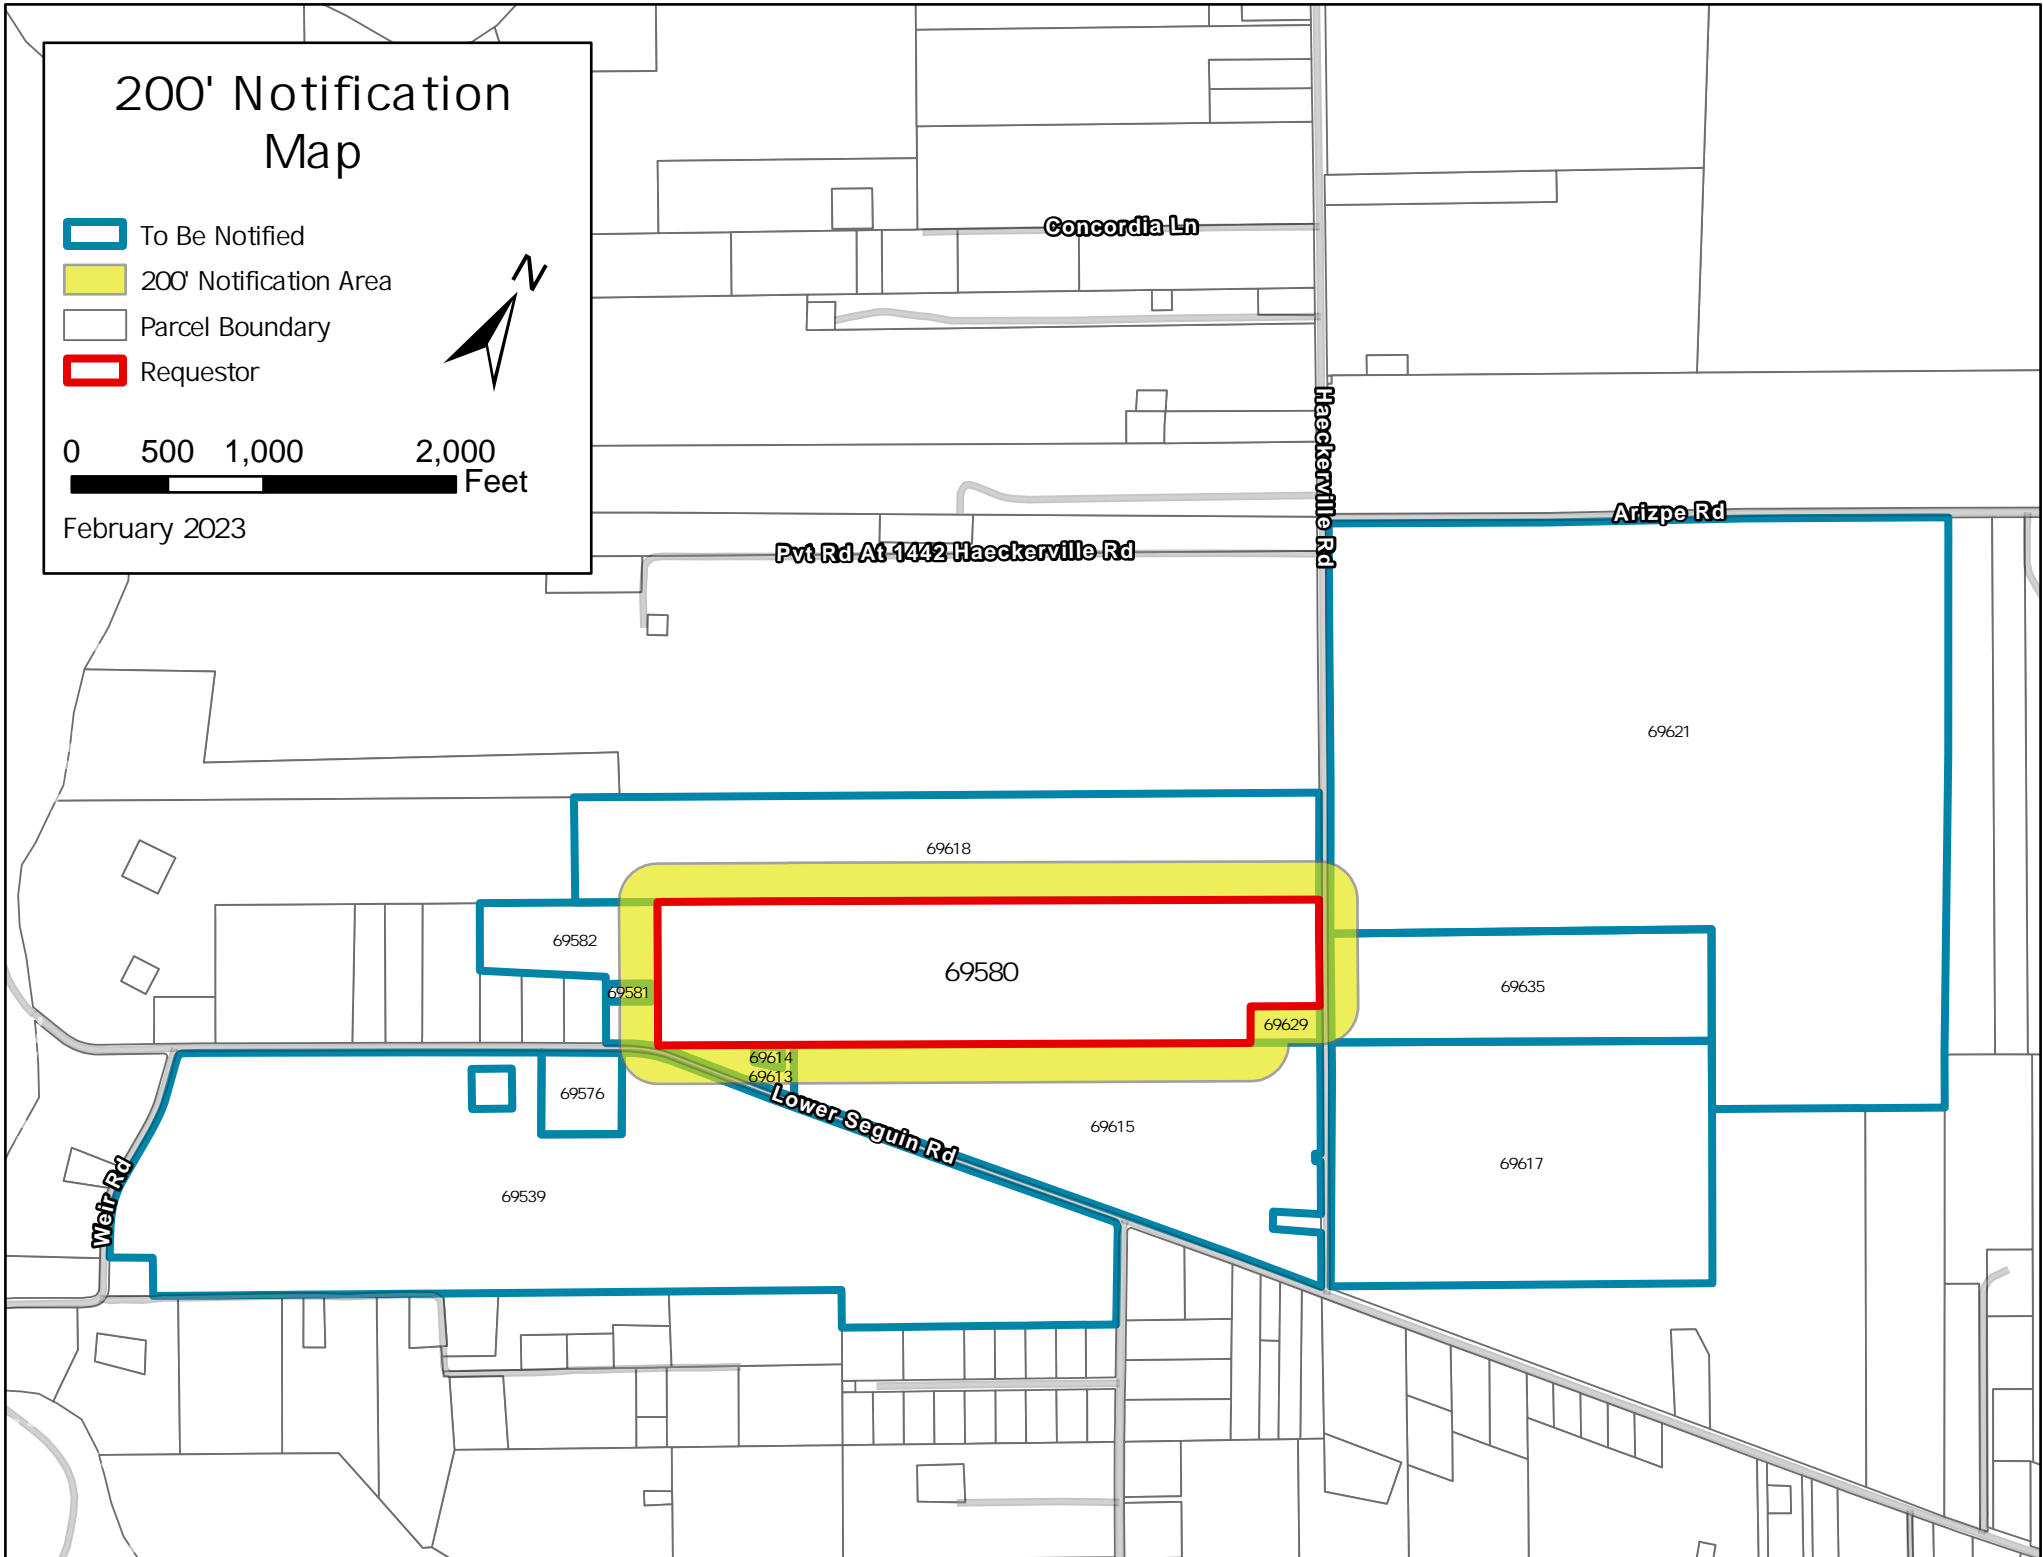 200' Notification
Map
To Be Notified
200' Notification Area
Parcel Boundary
Requestor
N
0 500 1,000 2,000
Feet
February 2023
Concordia Ln
Haeckerville Rd
Arizpe Rd
Pvt Rd At 1442 Haeckerville Rd
69621
69618
69582
69580
69581
69635
69629
69614
69613
69576
Lower Seguin Rd
69615
69617
69539
Weir Rd